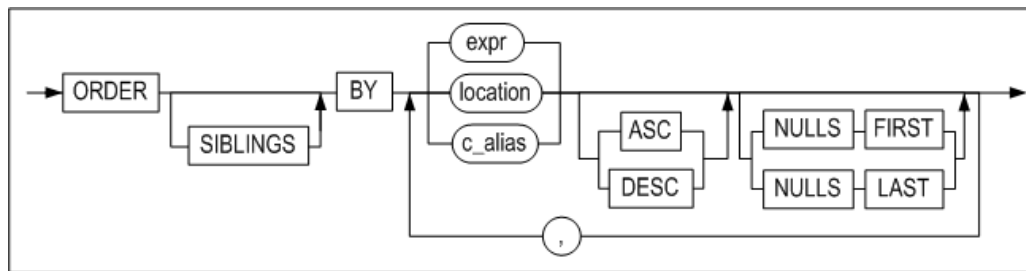 expr
ORDER BY location
SIBLINGS c_alias ASC NULLS FIRST
DESC NULLS LAST
,